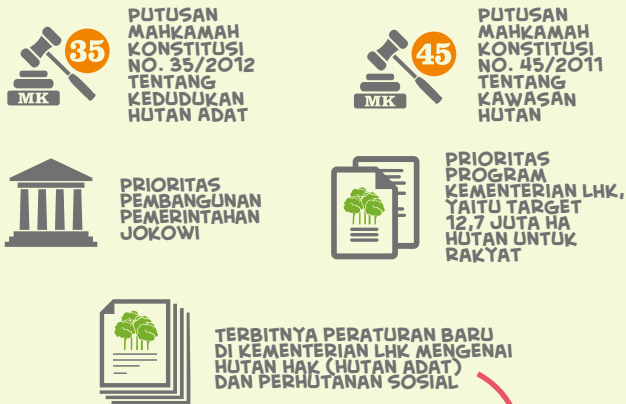 35
MK
PUTUSAN
MAHKAMAH
KONSTITUSI
NO. 35/2012
TENTANG
KEDUDUKAN
HUTAN ADAT
45
MK
PUTUSAN
MAHKAMAH
KONSTITUSI
NO. 45/2011
TENTANG
KAWASAN
HUTAN
PRIORITAS
PEMBANGUNAN
PEMERINTAHAN
JOKOWI
PRIORITAS
PROGRAM
KEMENTERIAN LHK,
YAITU TARGET
12,7 JUTA HA
HUTAN UNTUK
RAKYAT
TERBITNYA PERATURAN BARU
DI KEMENTERIAN LHK MENGENAI
HUTAN HAK (HUTAN ADAT)
DAN PERHUTANAN SOSIAL